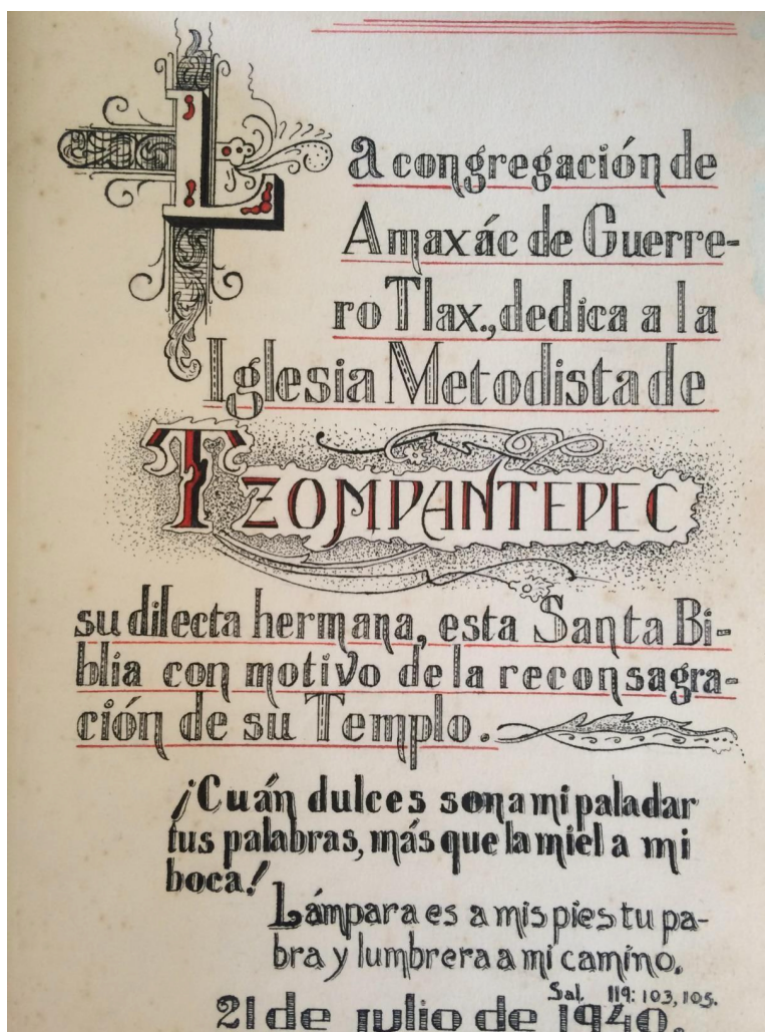 La congregación de
Amaxác de Guerre-
ro Tlax., dedica a la
Iglesia Metodista de
TZOMPANTEPEC
su dilecta hermana, esta Santa Bi-
blia con motivo de la reconsagra-
ción de su Templo.
¡Cuán dulces son a mi paladar
tus palabras, más que la miel a mi
boca!
Lámpara es a mis pies tu pa-
bra y lumbrera a mi camino.
Sal. 119: 103, 105.
21 de julio de 1940